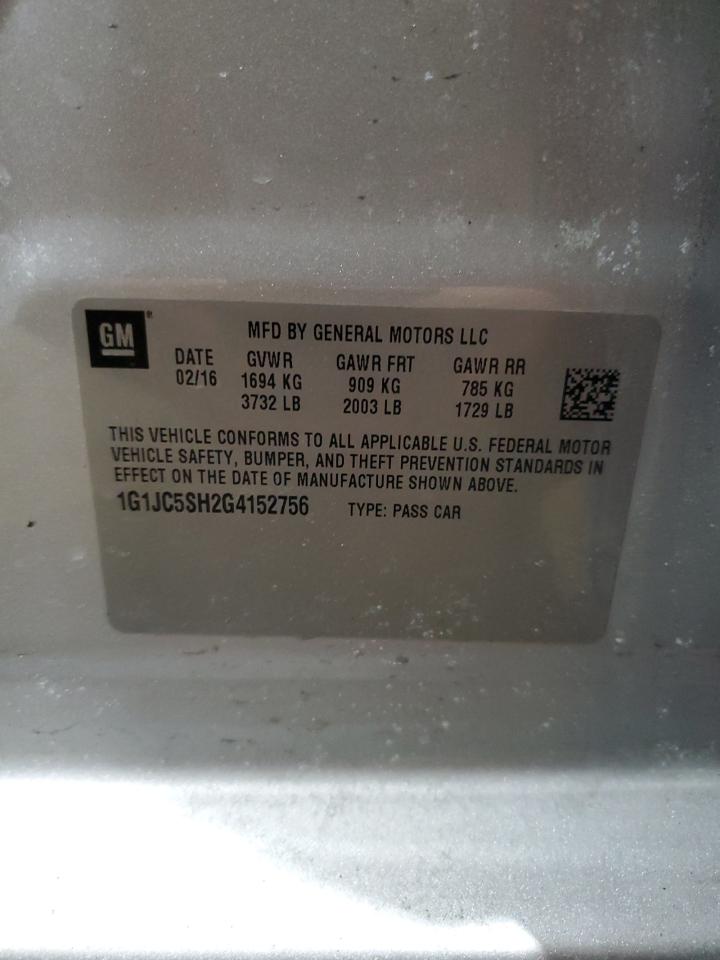 GM
MFD BY GENERAL MOTORS LLC
DATE GVWR GAWR FRT GAWR RR
02/16 1694 KG 909 KG 785 KG
3732 LB 2003 LB 1729 LB
THIS VEHICLE CONFORMS TO ALL APPLICABLE U.S. FEDERAL MOTOR
VEHICLE SAFETY, BUMPER, AND THEFT PREVENTION STANDARDS IN
EFFECT ON THE DATE OF MANUFACTURE SHOWN ABOVE.
1G1JC5SH2G4152756 TYPE: PASS CAR